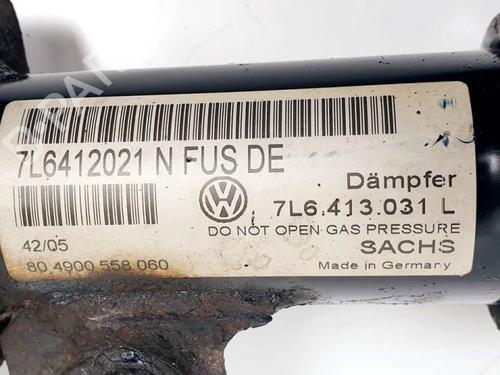 7L6412021 N FUS DE
Dämpfer
7L6.413.031 L
DO NOT OPEN GAS PRESSURE
42/05
SACHS
80 4900 558 060
Made in Germany